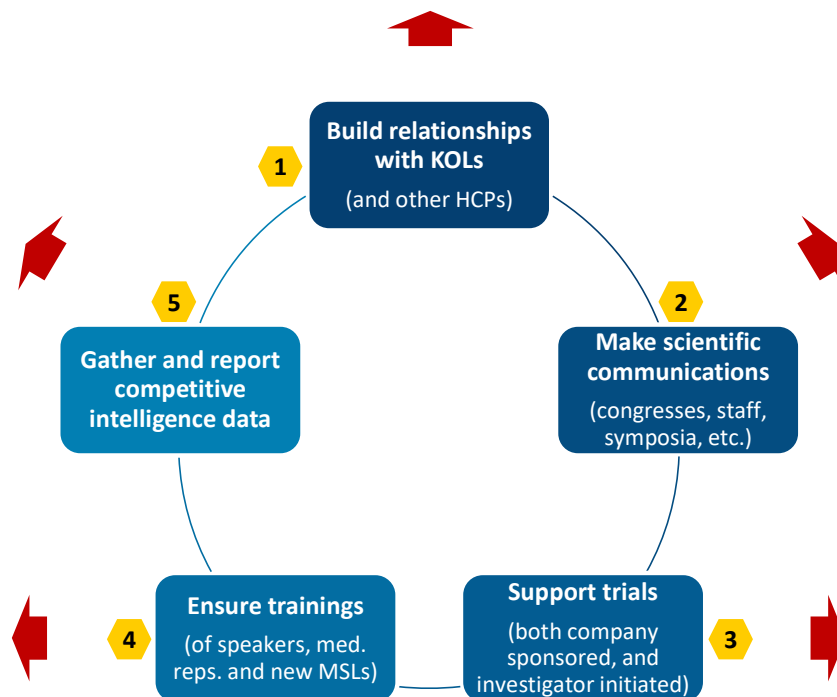 1
Build relationships
with KOLs
(and other HCPs)
2
Make scientific
communications
(congresses, staff,
symposia, etc.)
3
Support trials
(both company
sponsored, and
investigator initiated)
4
Ensure trainings
(of speakers, med.
reps. and new MSLs)
5
Gather and report
competitive
intelligence data